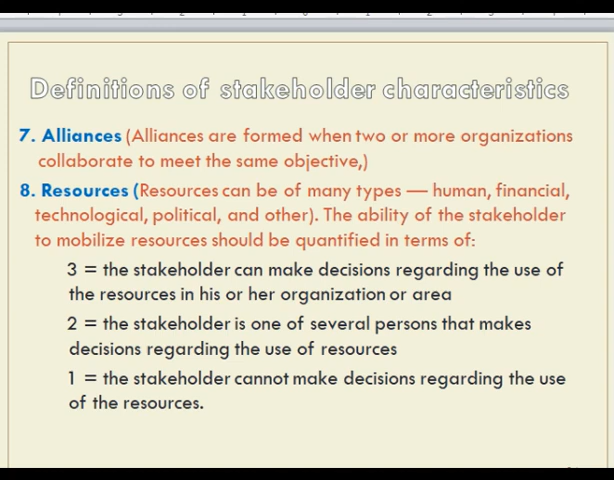 Definitions of stakeholder characteristics
7. Alliances (Alliances are formed when two or more organizations
collaborate to meet the same objective,)
8. Resources (Resources can be of many types — human, financial,
technological, political, and other). The ability of the stakeholder
to mobilize resources should be quantified in terms of:
3 = the stakeholder can make decisions regarding the use of
the resources in his or her organization or area
2 = the stakeholder is one of several persons that makes
decisions regarding the use of resources
1 = the stakeholder cannot make decisions regarding the use
of the resources.